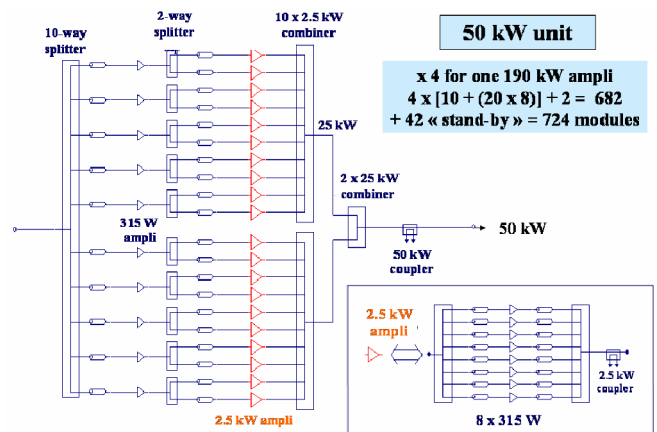 2-way
splitter
10 x 2.5 kW
combiner
50 kW unit
10-way
splitter
x 4 for one 190 kW ampli
4 x [10 + (20 x 8)] + 2 = 682
+ 42 « stand-by » = 724 modules
25 kW
2 x 25 kW
combiner
315 W
ampli
50 kW
50 kW
coupler
2.5 kW
ampli
2.5 kW
coupler
8 x 315 W
2.5 kW ampli